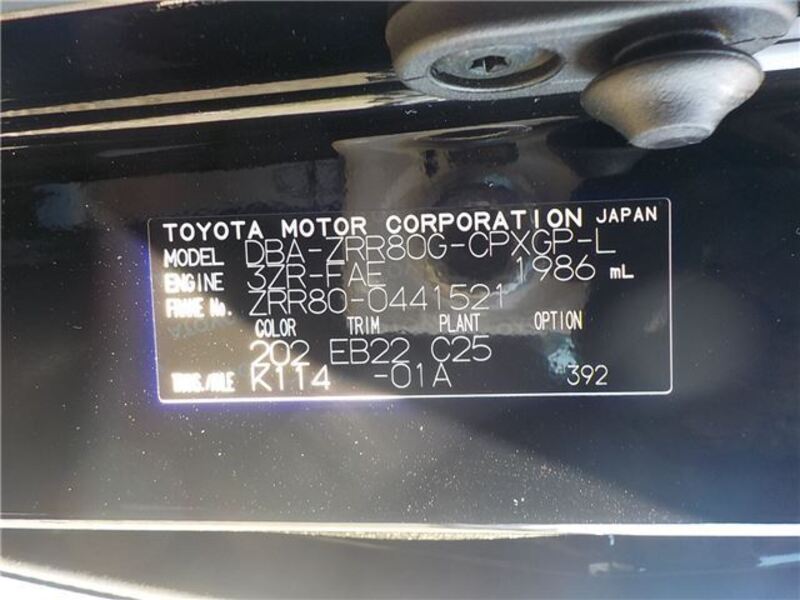 TOYOTA MOTOR CORPORATION JAPAN
MODEL DBA-ZRR80G-CPXGP-L
ENGINE 3ZR-FAE 1986 mL
FRAME No. ZRR80-0441521
COLOR TRIM PLANT OPTION
202 EB22 C25
TRNS./AXLE K114 -01A 392